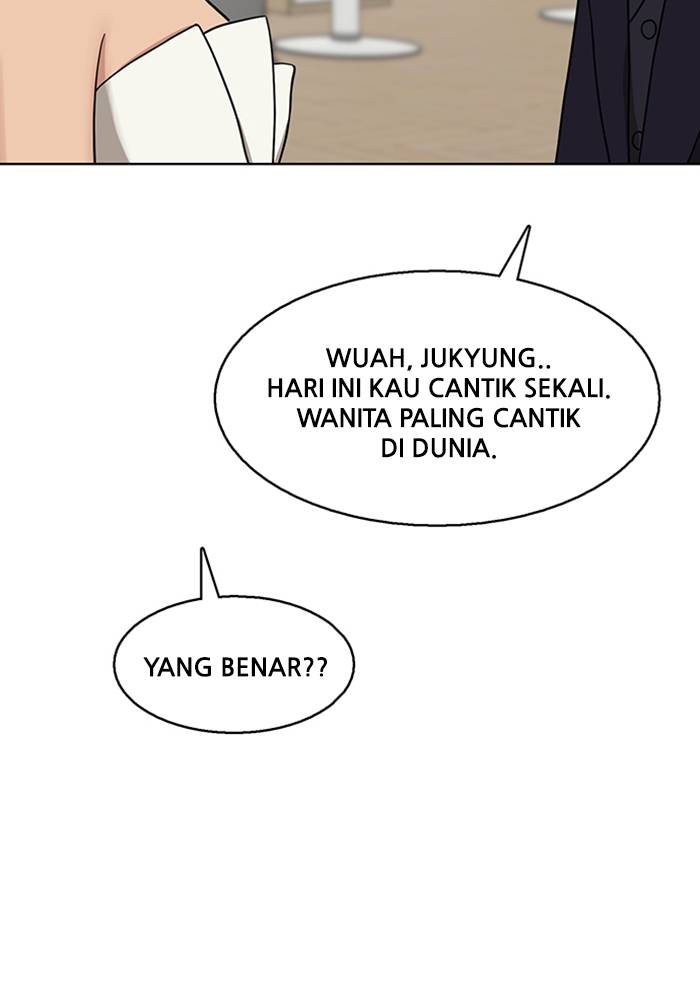 WUAH, JUKYUNG..
HARI INI KAU CANTIK SEKALI.
WANITA PALING CANTIK
DI DUNIA.
YANG BENAR??